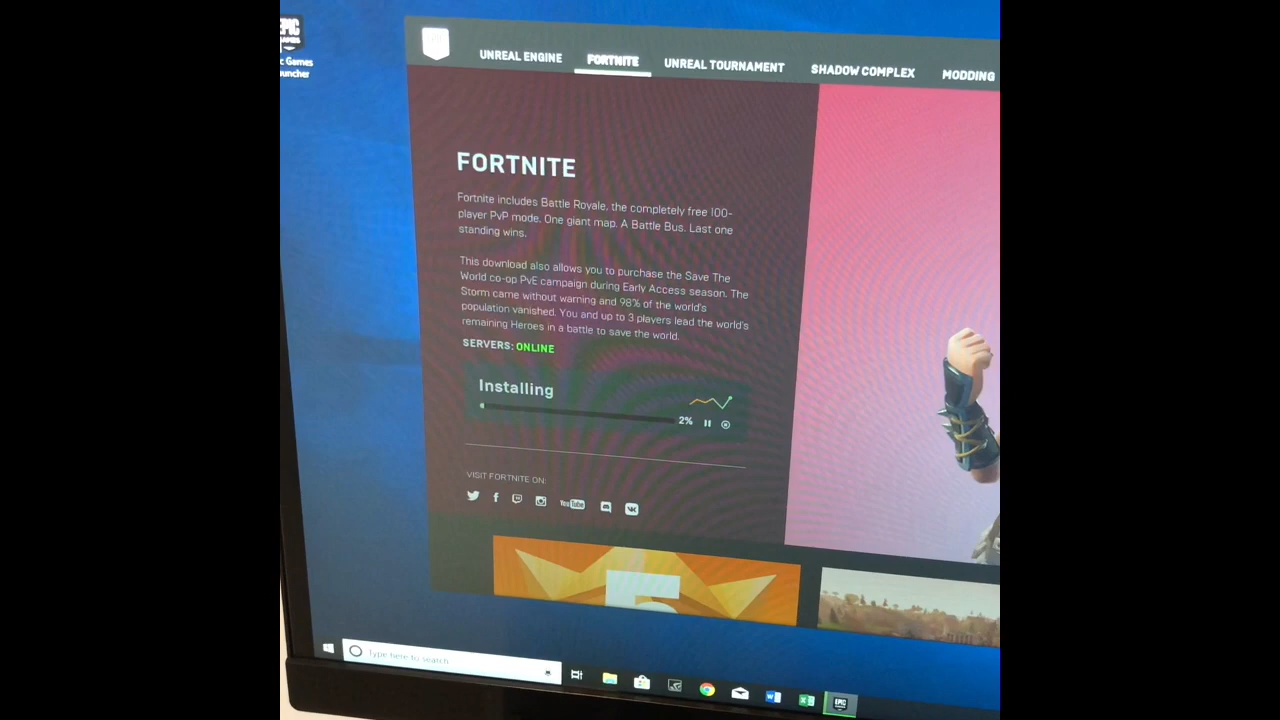 EPIC
GAMES
c Games
uncher
UNREAL ENGINE
FORTNITE
UNREAL TOURNAMENT
SHADOW COMPLEX
MODDING
FORTNITE
Fortnite includes Battle Royale, the completely free 100-
player PvP mode. One giant map. A Battle Bus. Last one
standing wins.
This download also allows you to purchase the Save The
World co-op PvE campaign during Early Access season. The
Storm came without warning and 98% of the world's
population vanished. You and up to 3 players lead the world's
remaining Heroes in a battle to save the world.
SERVERS: ONLINE
Installing
2%
VISIT FORTNITE ON:
YouTube
5
Type here to search
EPIC